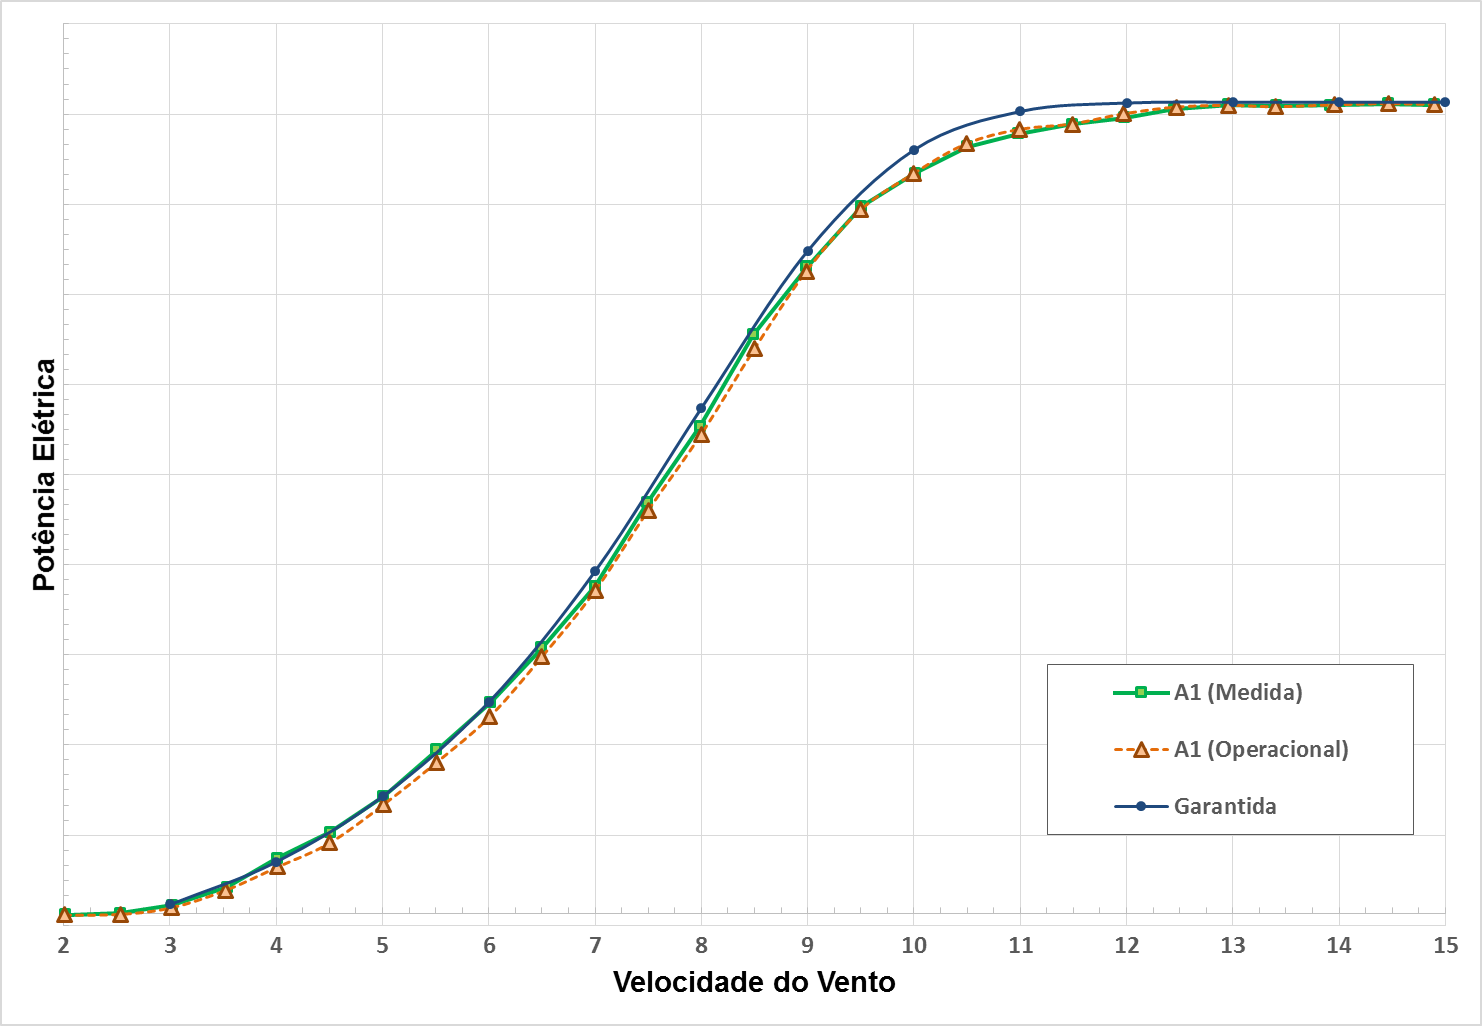 Potência Elétrica
A1 (Medida)
A1 (Operacional)
Garantida
2 3 4 5 6 7 8 9 10 11 12 13 14 15
Velocidade do Vento